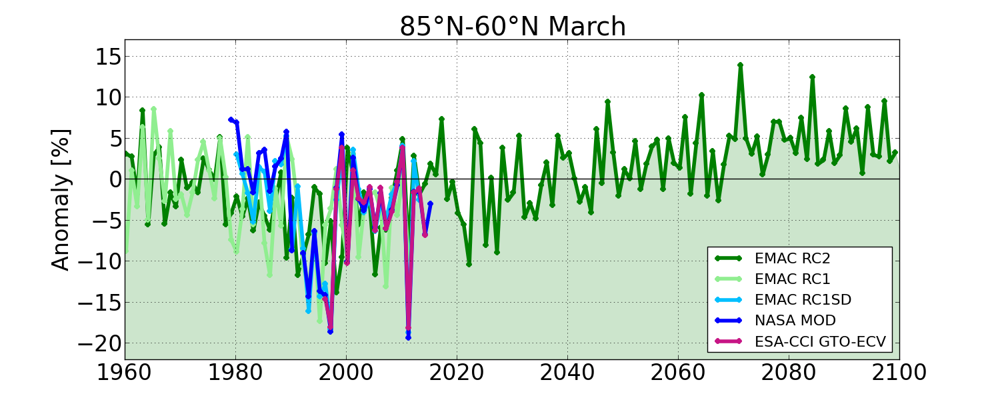 85°N-60°N March
Anomaly [%]
15
10
5
0
−5
−10
−15
−20
1960 1980 2000 2020 2040 2060 2080 2100
EMAC RC2
EMAC RC1
EMAC RC1SD
NASA MOD
ESA-CCI GTO-ECV